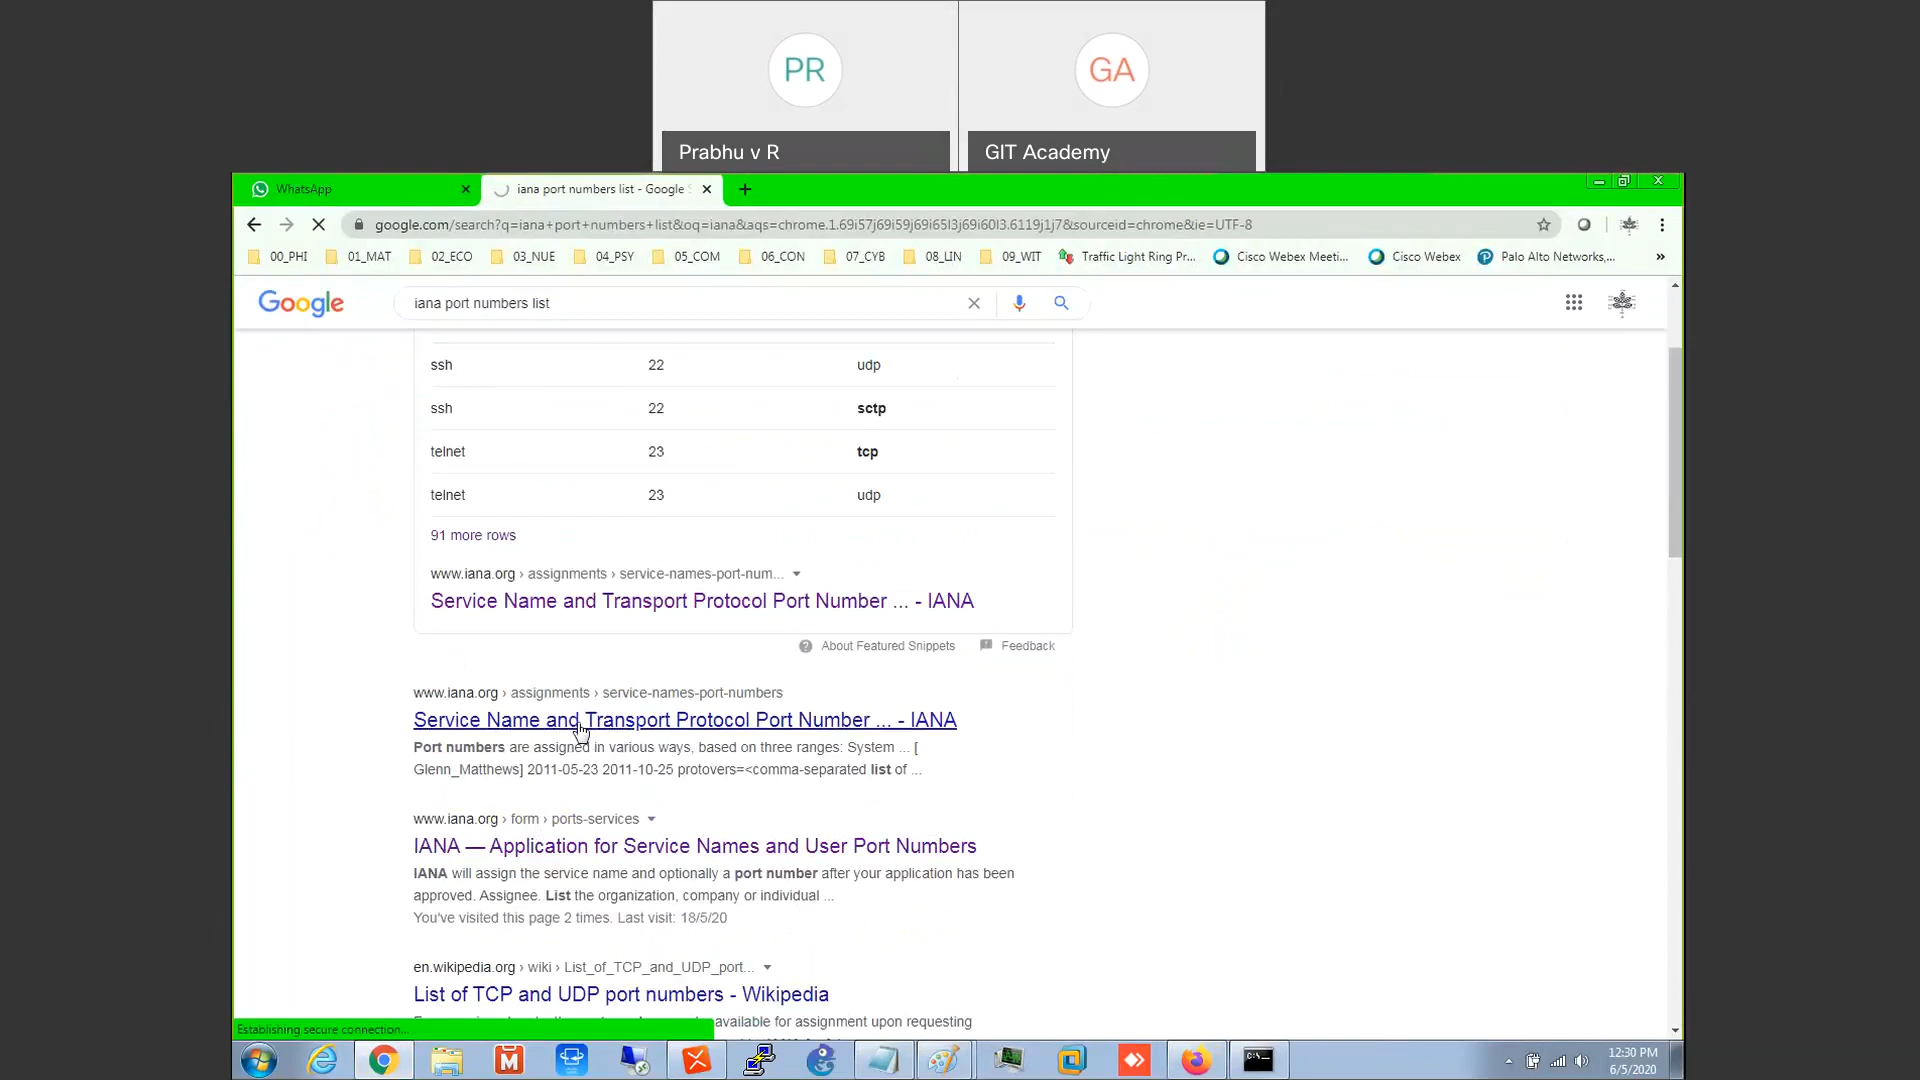 PR
GA
Prabhu v R
GIT Academy
WhatsApp
iana port numbers list - Google S
google.com/search?q=iana+port+numbers+list&oq=iana&aqs=chrome.1.69i57j69i59j69i65l3j69i60l3.6119j1j7&sourceid=chrome&ie=UTF-8
00_PHI
01_MAT
02_ECO
03_NUE
04_PSY
05_COM
06_CON
07_CYB
08_LIN
09_WIT
Traffic Light Ring Pr...
Cisco Webex Meeti...
Cisco Webex
Palo Alto Networks,...
»
Google
iana port numbers list
ssh 22 udp
ssh 22 sctp
telnet 23 tcp
telnet 23 udp
91 more rows
www.iana.org › assignments › service-names-port-num...
Service Name and Transport Protocol Port Number ... - IANA
About Featured Snippets
Feedback
www.iana.org › assignments › service-names-port-numbers
Service Name and Transport Protocol Port Number ... - IANA
Port numbers are assigned in various ways, based on three ranges: System ... [
Glenn_Matthews] 2011-05-23 2011-10-25 protovers=<comma-separated list of ...
www.iana.org › form › ports-services
IANA — Application for Service Names and User Port Numbers
IANA will assign the service name and optionally a port number after your application has been
approved. Assignee. List the organization, company or individual ...
You've visited this page 2 times. Last visit: 18/5/20
en.wikipedia.org › wiki › List_of_TCP_and_UDP_port...
List of TCP and UDP port numbers - Wikipedia
available for assignment upon requesting
Establishing secure connection...
12:30 PM
6/5/2020